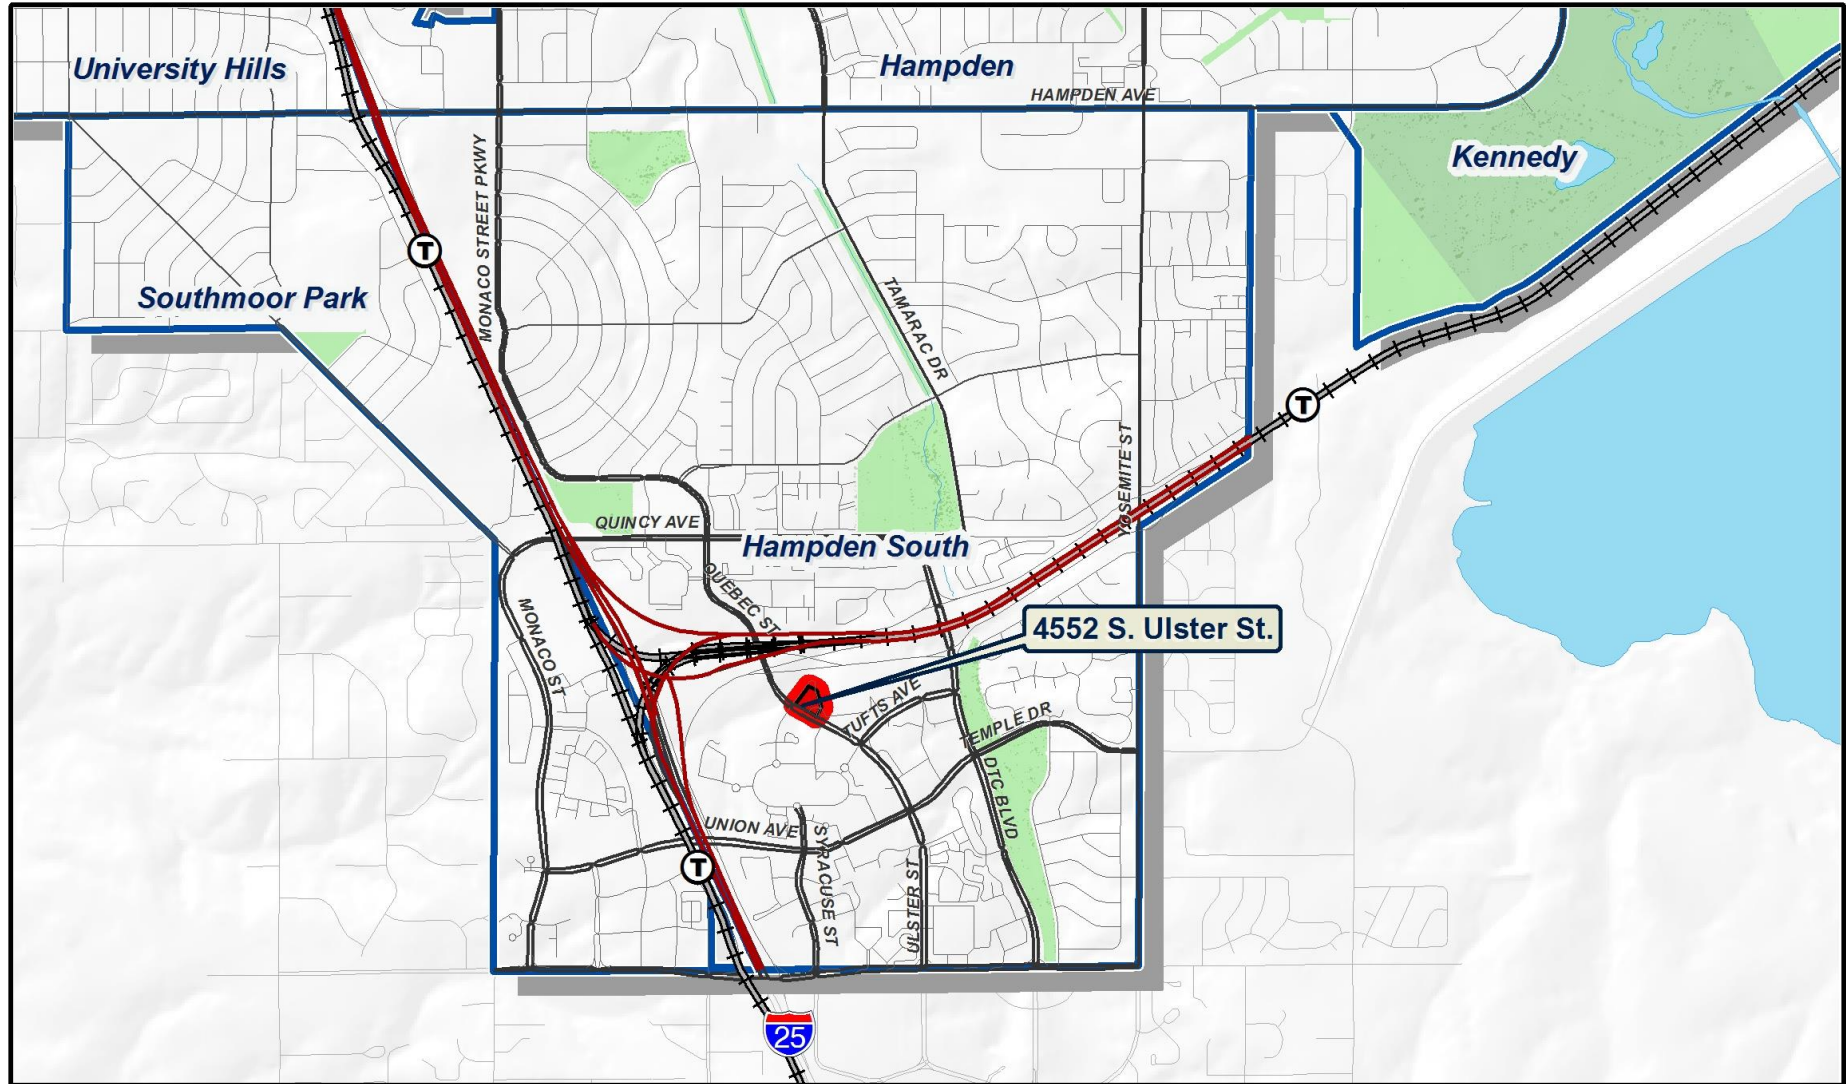 University Hills
Hampden
HAMPDEN AVE
Kennedy
MONACO STREET PKWY
T
Southmoor Park
TAMARAC DR
T
YOSEMITE ST
QUINCY AVE
Hampden South
QUEBEC ST
MONACO ST
4552 S. Ulster St.
TUFTS AVE
TEMPLE DR
DTC BLVD
UNION AVE
SYRACUSE ST
T
ULSTER ST
25